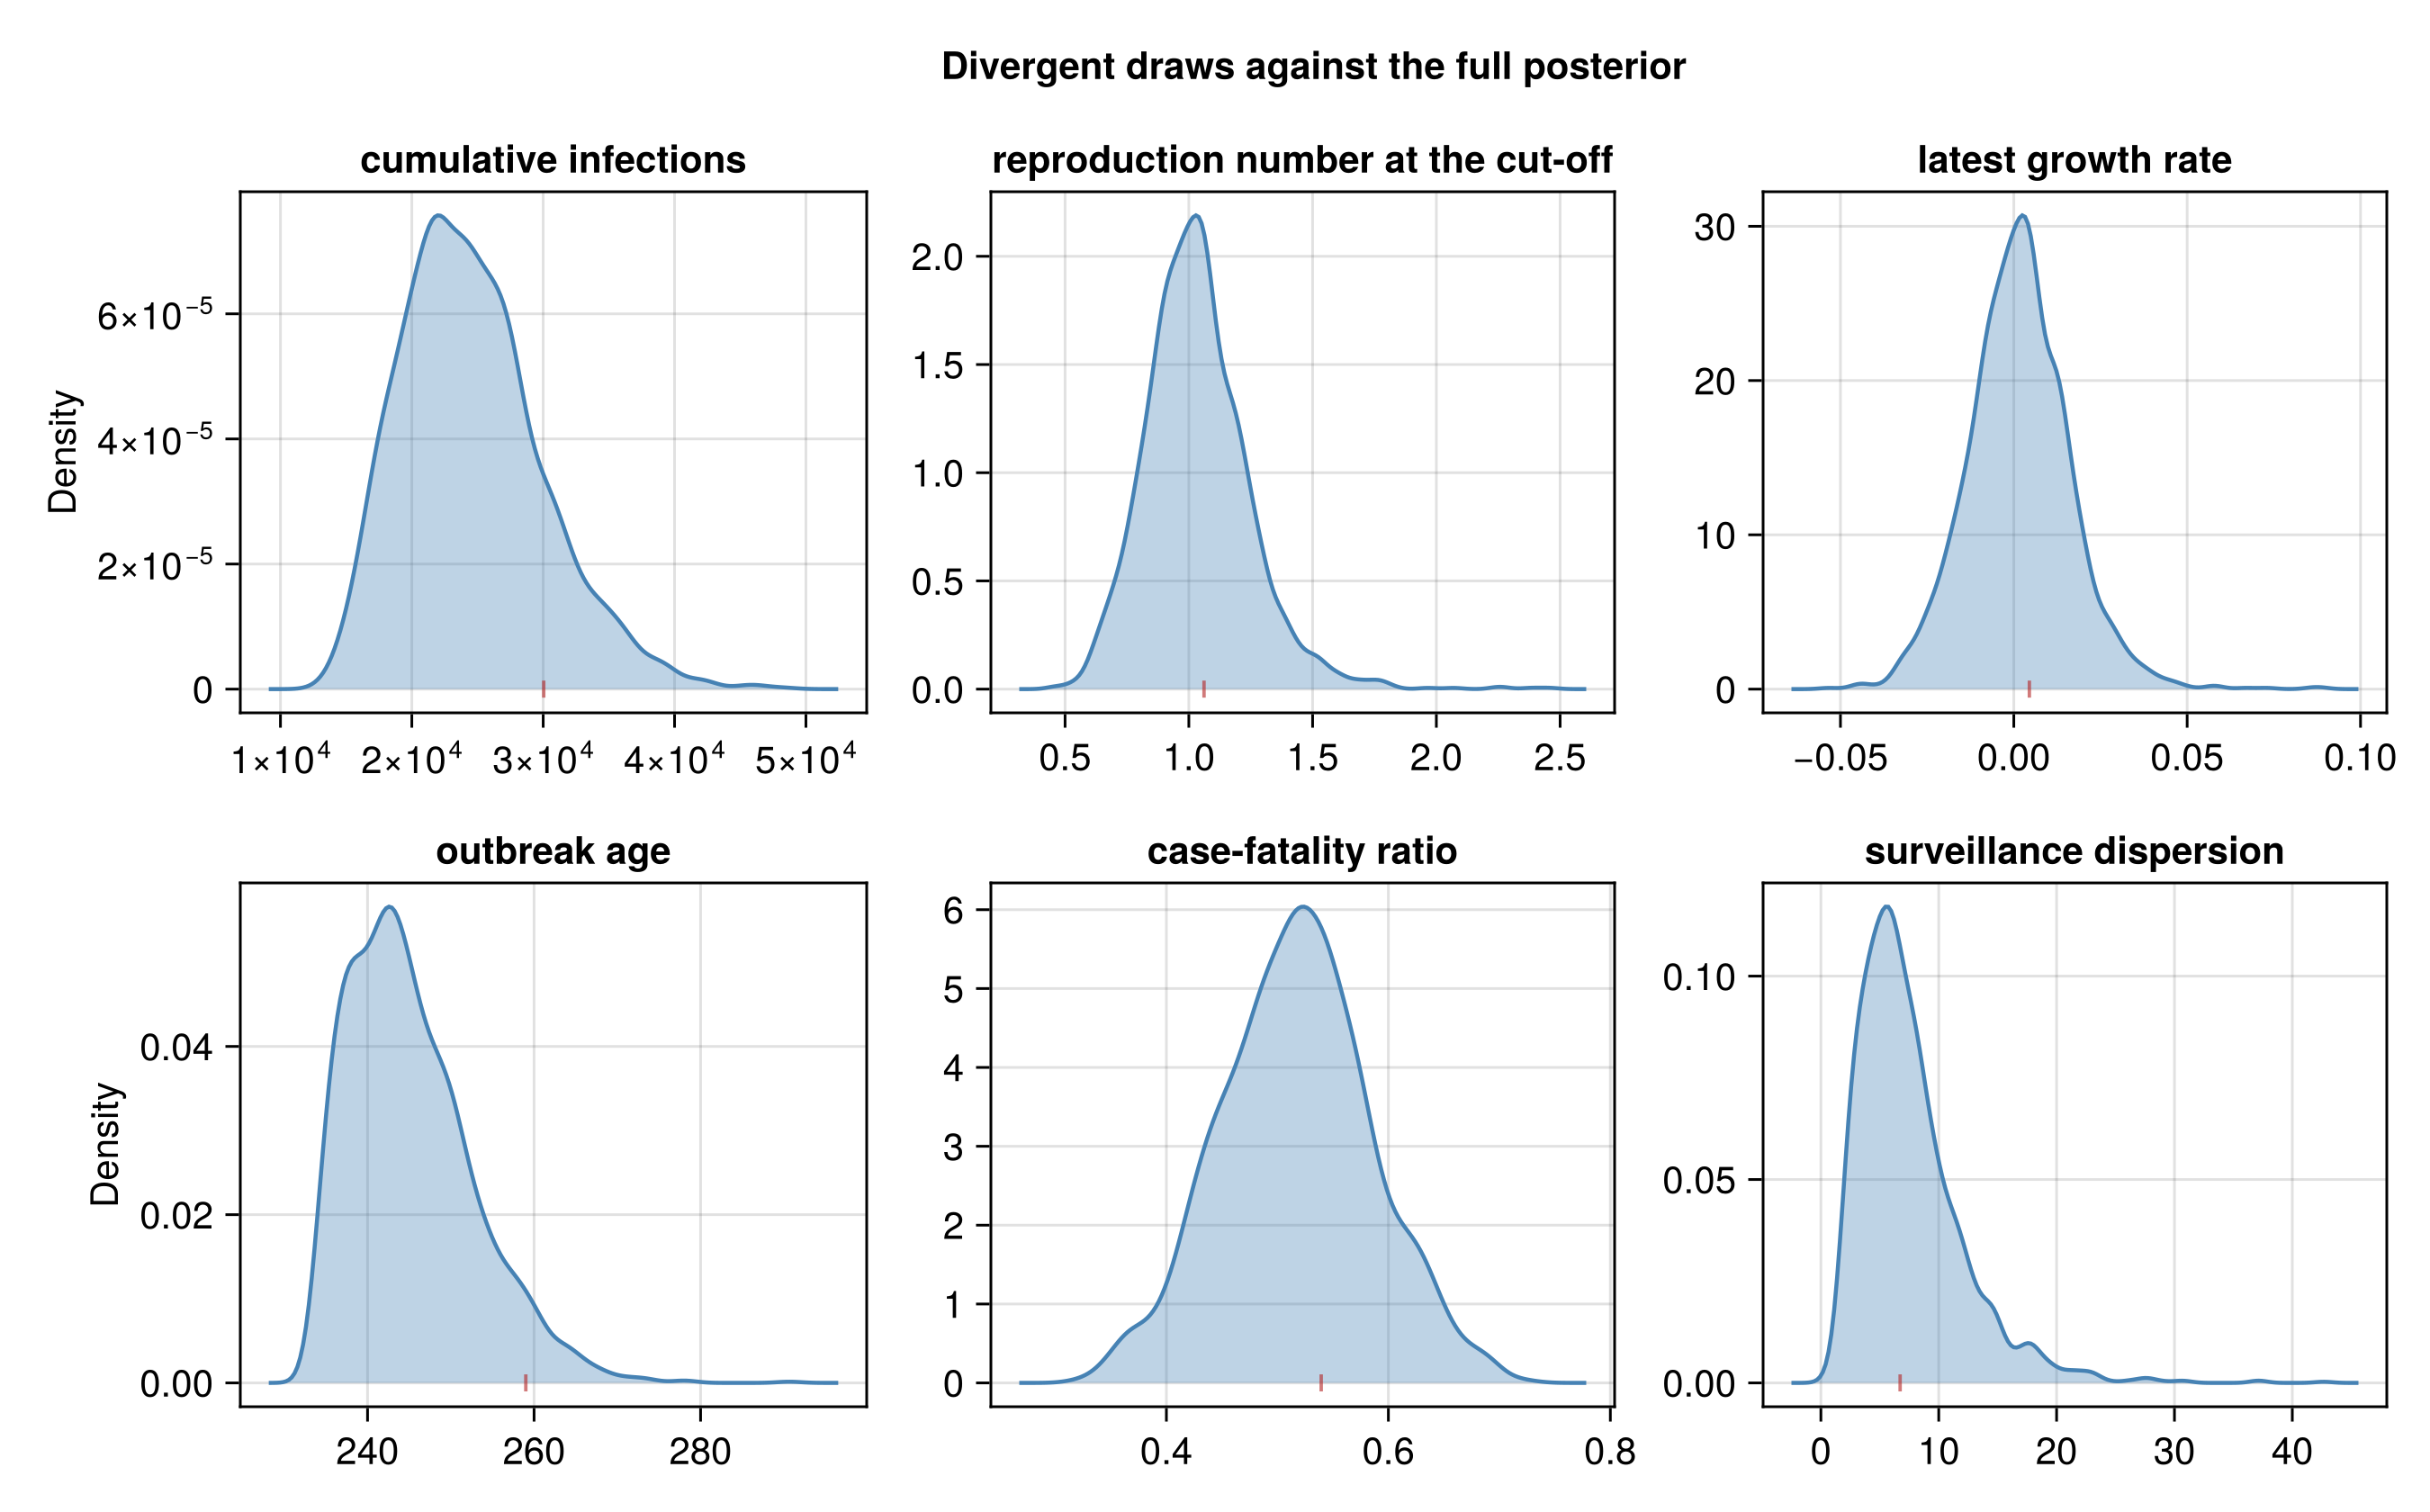 Divergent draws against the full posterior
cumulative infections
Density
6×10⁻⁵
4×10⁻⁵
2×10⁻⁵
0
1×10⁴ 2×10⁴ 3×10⁴ 4×10⁴ 5×10⁴
reproduction number at the cut-off
2.0
1.5
1.0
0.5
0.0
0.5 1.0 1.5 2.0 2.5
latest growth rate
30
20
10
0
−0.05 0.00 0.05 0.10
outbreak age
Density
0.04
0.02
0.00
240 260 280
case-fatality ratio
6
5
4
3
2
1
0
0.4 0.6 0.8
surveillance dispersion
0.10
0.05
0.00
0 10 20 30 40